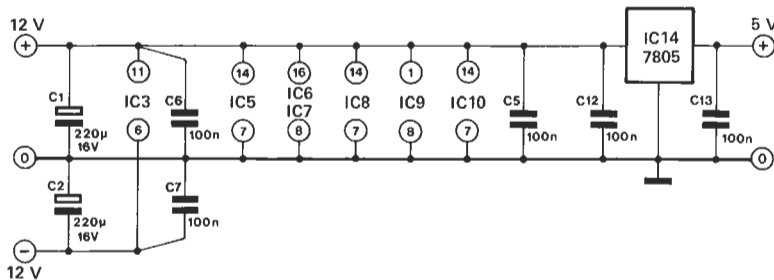 12 V
+
11
14
16
14
1
14
IC14
7805
5 V
+
C1
220µ
16V
IC3
C6
100n
IC5
IC6
IC7
IC8
IC9
IC10
C5
100n
C12
100n
C13
100n
6
7
8
7
8
7
0
0
C2
220µ
16V
C7
100n
−
12 V